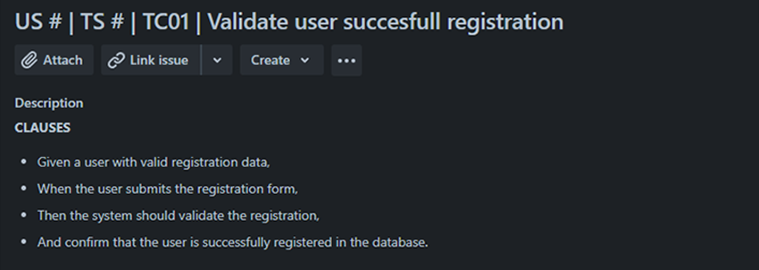 US # | TS # | TC01 | Validate user succesfull registration
Attach Link issue Create
Description
CLAUSES
• Given a user with valid registration data,
• When the user submits the registration form,
• Then the system should validate the registration,
• And confirm that the user is successfully registered in the database.